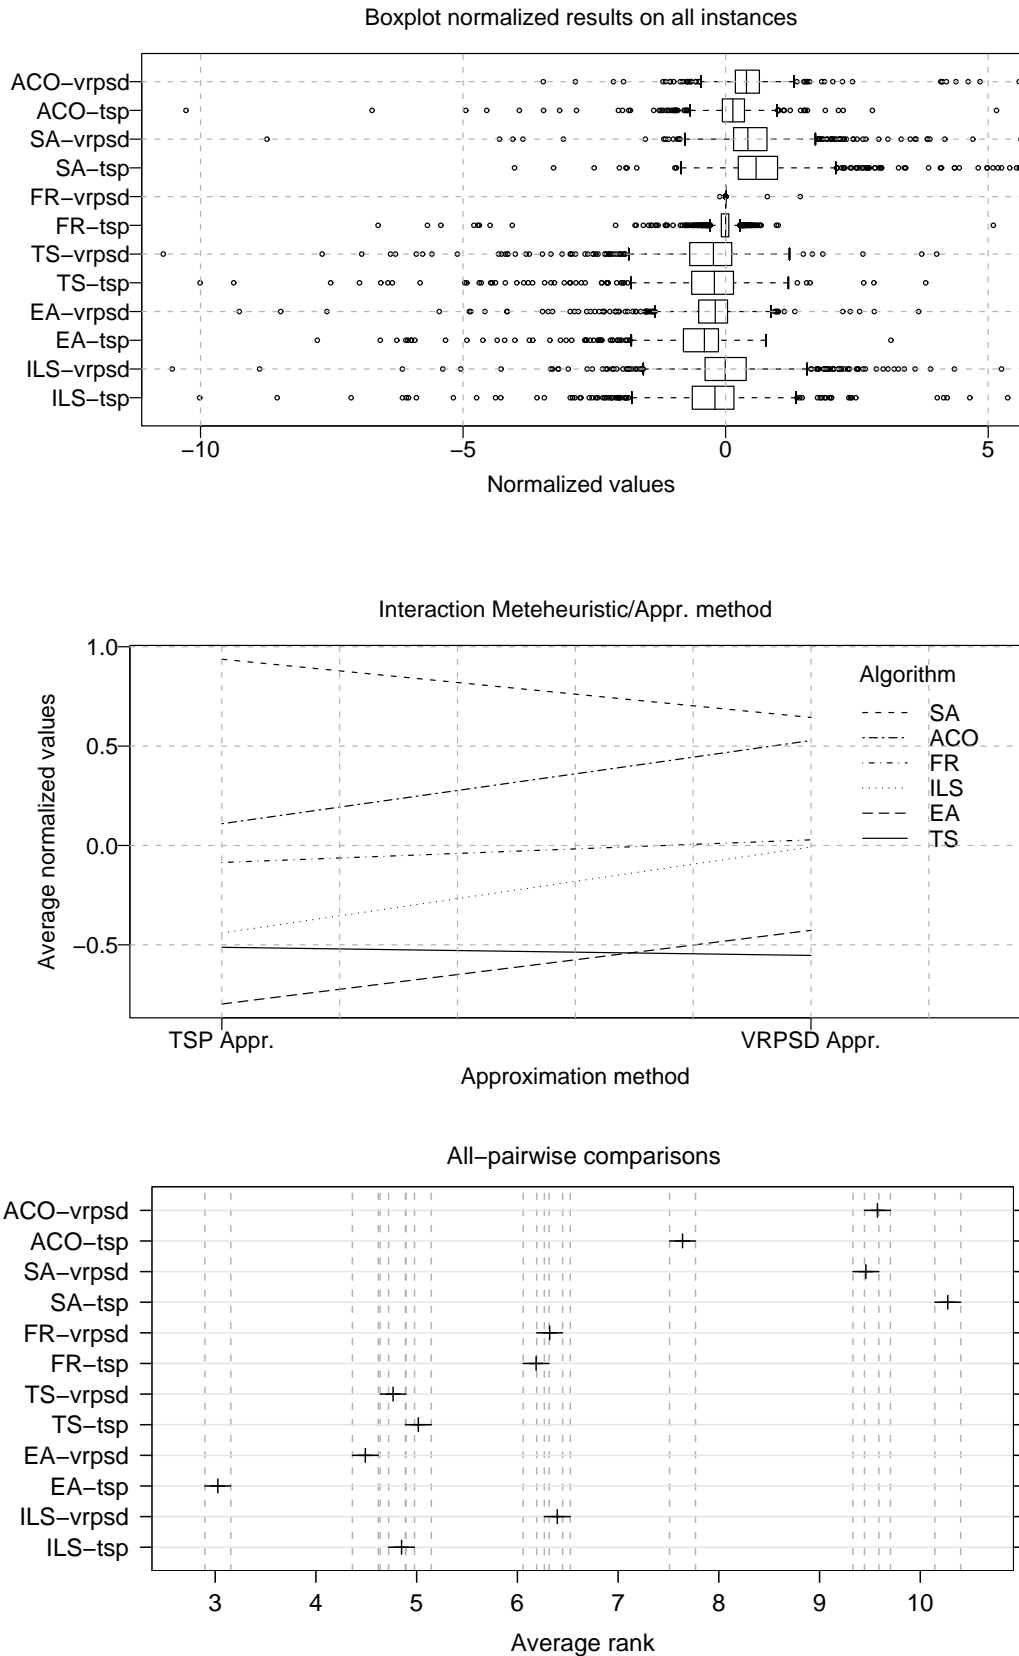 Boxplot normalized results on all instances
ACO−vrpsd
ACO−tsp
SA−vrpsd
SA−tsp
FR−vrpsd
FR−tsp
TS−vrpsd
TS−tsp
EA−vrpsd
EA−tsp
ILS−vrpsd
ILS−tsp
−10 −5 0 5
Normalized values
Interaction Meteheuristic/Appr. method
Average normalized values
1.0
0.5
0.0
−0.5
Algorithm
SA
ACO
FR
ILS
EA
TS
TSP Appr. VRPSD Appr.
Approximation method
All−pairwise comparisons
ACO−vrpsd
ACO−tsp
SA−vrpsd
SA−tsp
FR−vrpsd
FR−tsp
TS−vrpsd
TS−tsp
EA−vrpsd
EA−tsp
ILS−vrpsd
ILS−tsp
3 4 5 6 7 8 9 10
Average rank